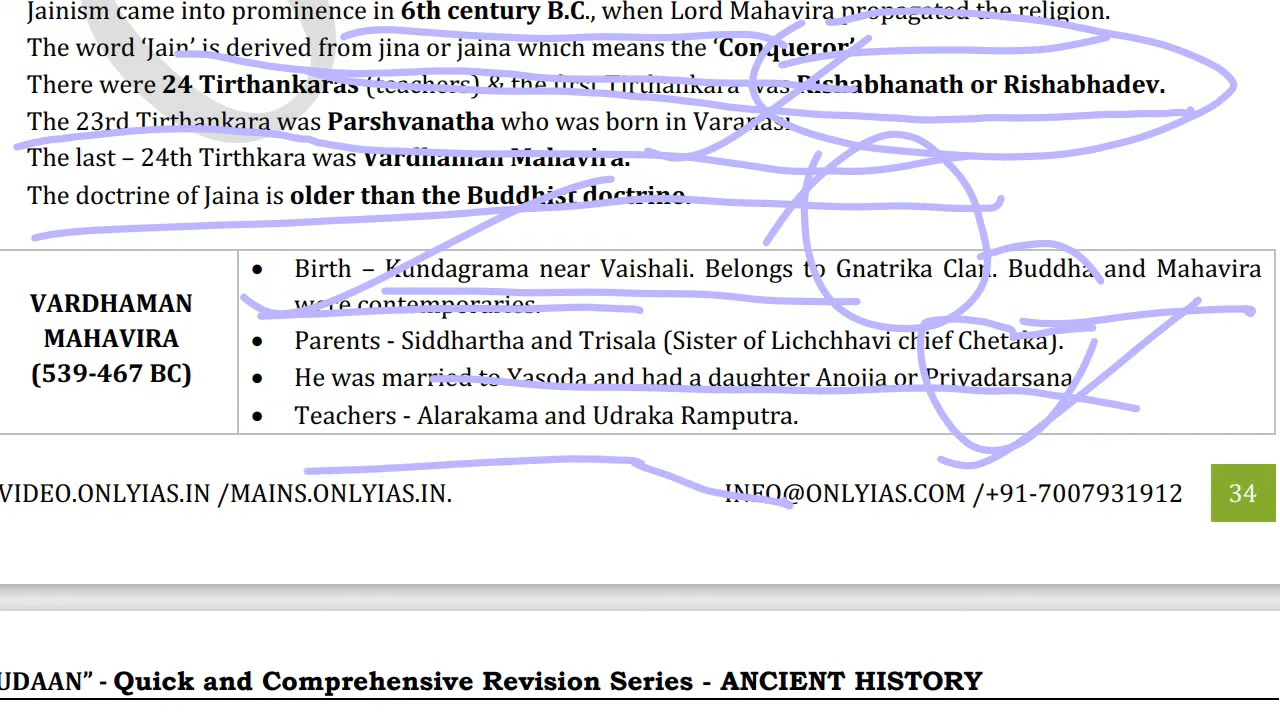 Jainism came into prominence in 6th century B.C., when Lord Mahavira propagated the religion.
The word ‘Jain’ is derived from jina or jaina which means the ‘Conqueror’
There were 24 Tirthankaras (teachers) & the first Tirthankara was Rishabhanath or Rishabhadev.
The 23rd Tirthankara was Parshvanatha who was born in Varanasi
The last – 24th Tirthkara was Vardhaman Mahavira.
The doctrine of Jaina is older than the Buddhist doctrine.
VARDHAMAN
MAHAVIRA
(539-467 BC)
• Birth – Kundagrama near Vaishali. Belongs to Gnatrika Clan. Buddha and Mahavira
were contemporaries.
• Parents - Siddhartha and Trisala (Sister of Lichchhavi chief Chetaka).
• He was married to Yasoda and had a daughter Anojja or Priyadarsana
• Teachers - Alarakama and Udraka Ramputra.
VIDEO.ONLYIAS.IN /MAINS.ONLYIAS.IN.
INFO@ONLYIAS.COM /+91-7007931912
34
UDAAN” - Quick and Comprehensive Revision Series - ANCIENT HISTORY